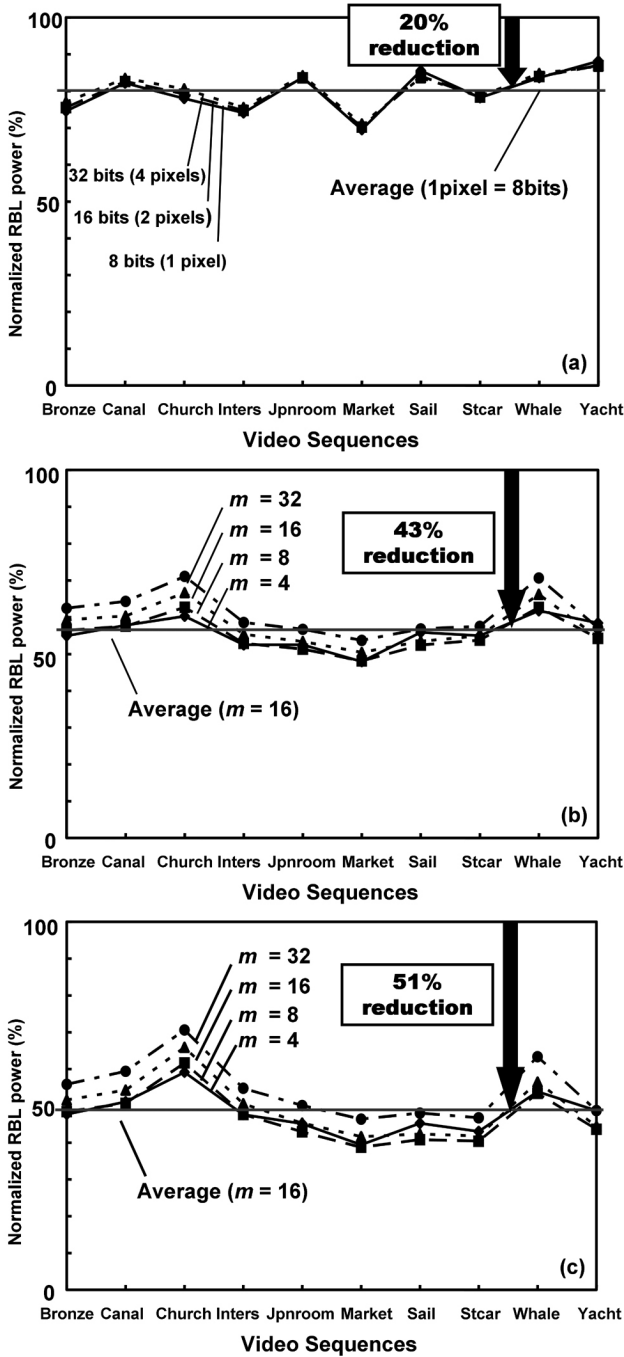 100
20%
reduction
Normalized RBL power (%)
32 bits (4 pixels)
16 bits (2 pixels)
8 bits (1 pixel)
Average (1pixel = 8bits)
50
0
(a)
Bronze Canal Church Inters Jpnroom Market Sail Stcar Whale Yacht
Video Sequences
100
m = 32
m = 16
m = 8
m = 4
43%
reduction
Normalized RBL power (%)
50
Average (m = 16)
0
(b)
Bronze Canal Church Inters Jpnroom Market Sail Stcar Whale Yacht
Video Sequences
100
m = 32
m = 16
m = 8
m = 4
51%
reduction
Normalized RBL power (%)
50
Average (m = 16)
0
(c)
Bronze Canal Church Inters Jpnroom Market Sail Stcar Whale Yacht
Video Sequences